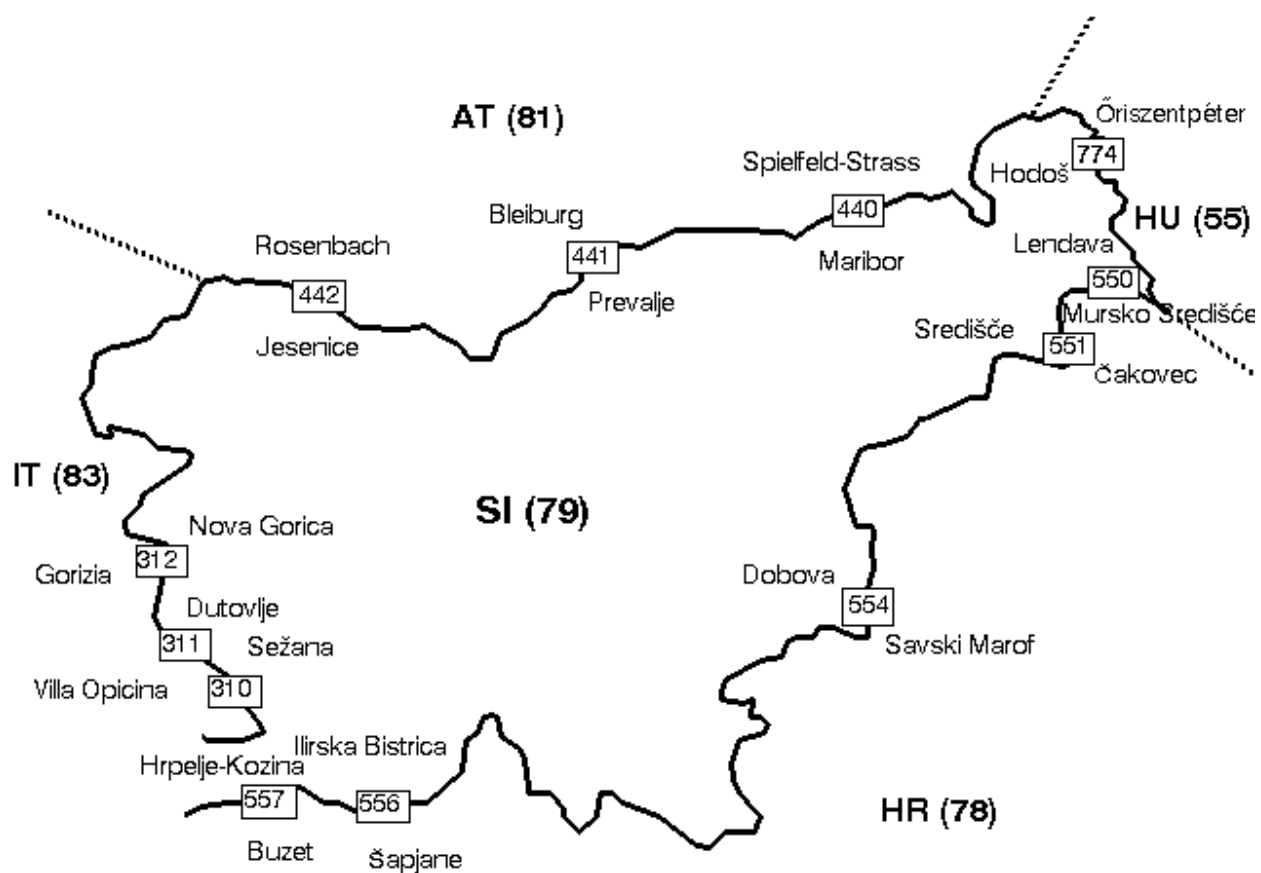 AT (81)
Őriszentpéter
774
Hodoš
Spielfeld-Strass
440
Maribor
HU (55)
Bleiburg
441
Prevalje
Rosenbach
442
Jesenice
Lendava
550
Mursko Središće
Središče
551
Čakovec
IT (83)
SI (79)
Nova Gorica
312
Gorizia
Dutovlje
311
Sežana
Villa Opicina
310
Dobova
554
Savski Marof
Ilirska Bistrica
Hrpelje-Kozina
557
556
Buzet
Šapjane
HR (78)